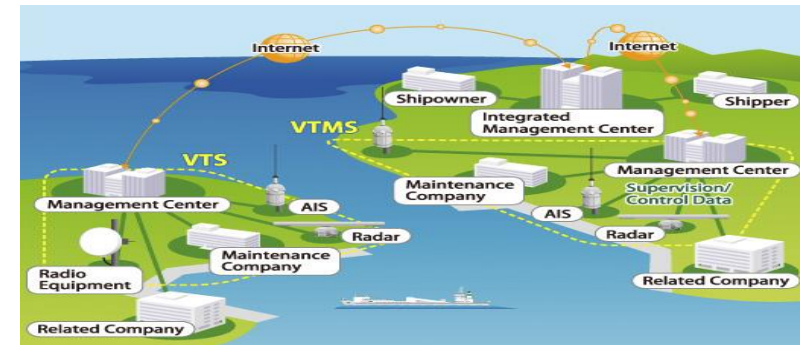 Internet
Internet
Shipowner
Shipper
Integrated
Management Center
VTMS
VTS
Management Center
Management Center
Maintenance
Company
Supervision/
Control Data
AIS
AIS
Radar
Radar
Maintenance
Company
Radio
Equipment
Related Company
Related Company